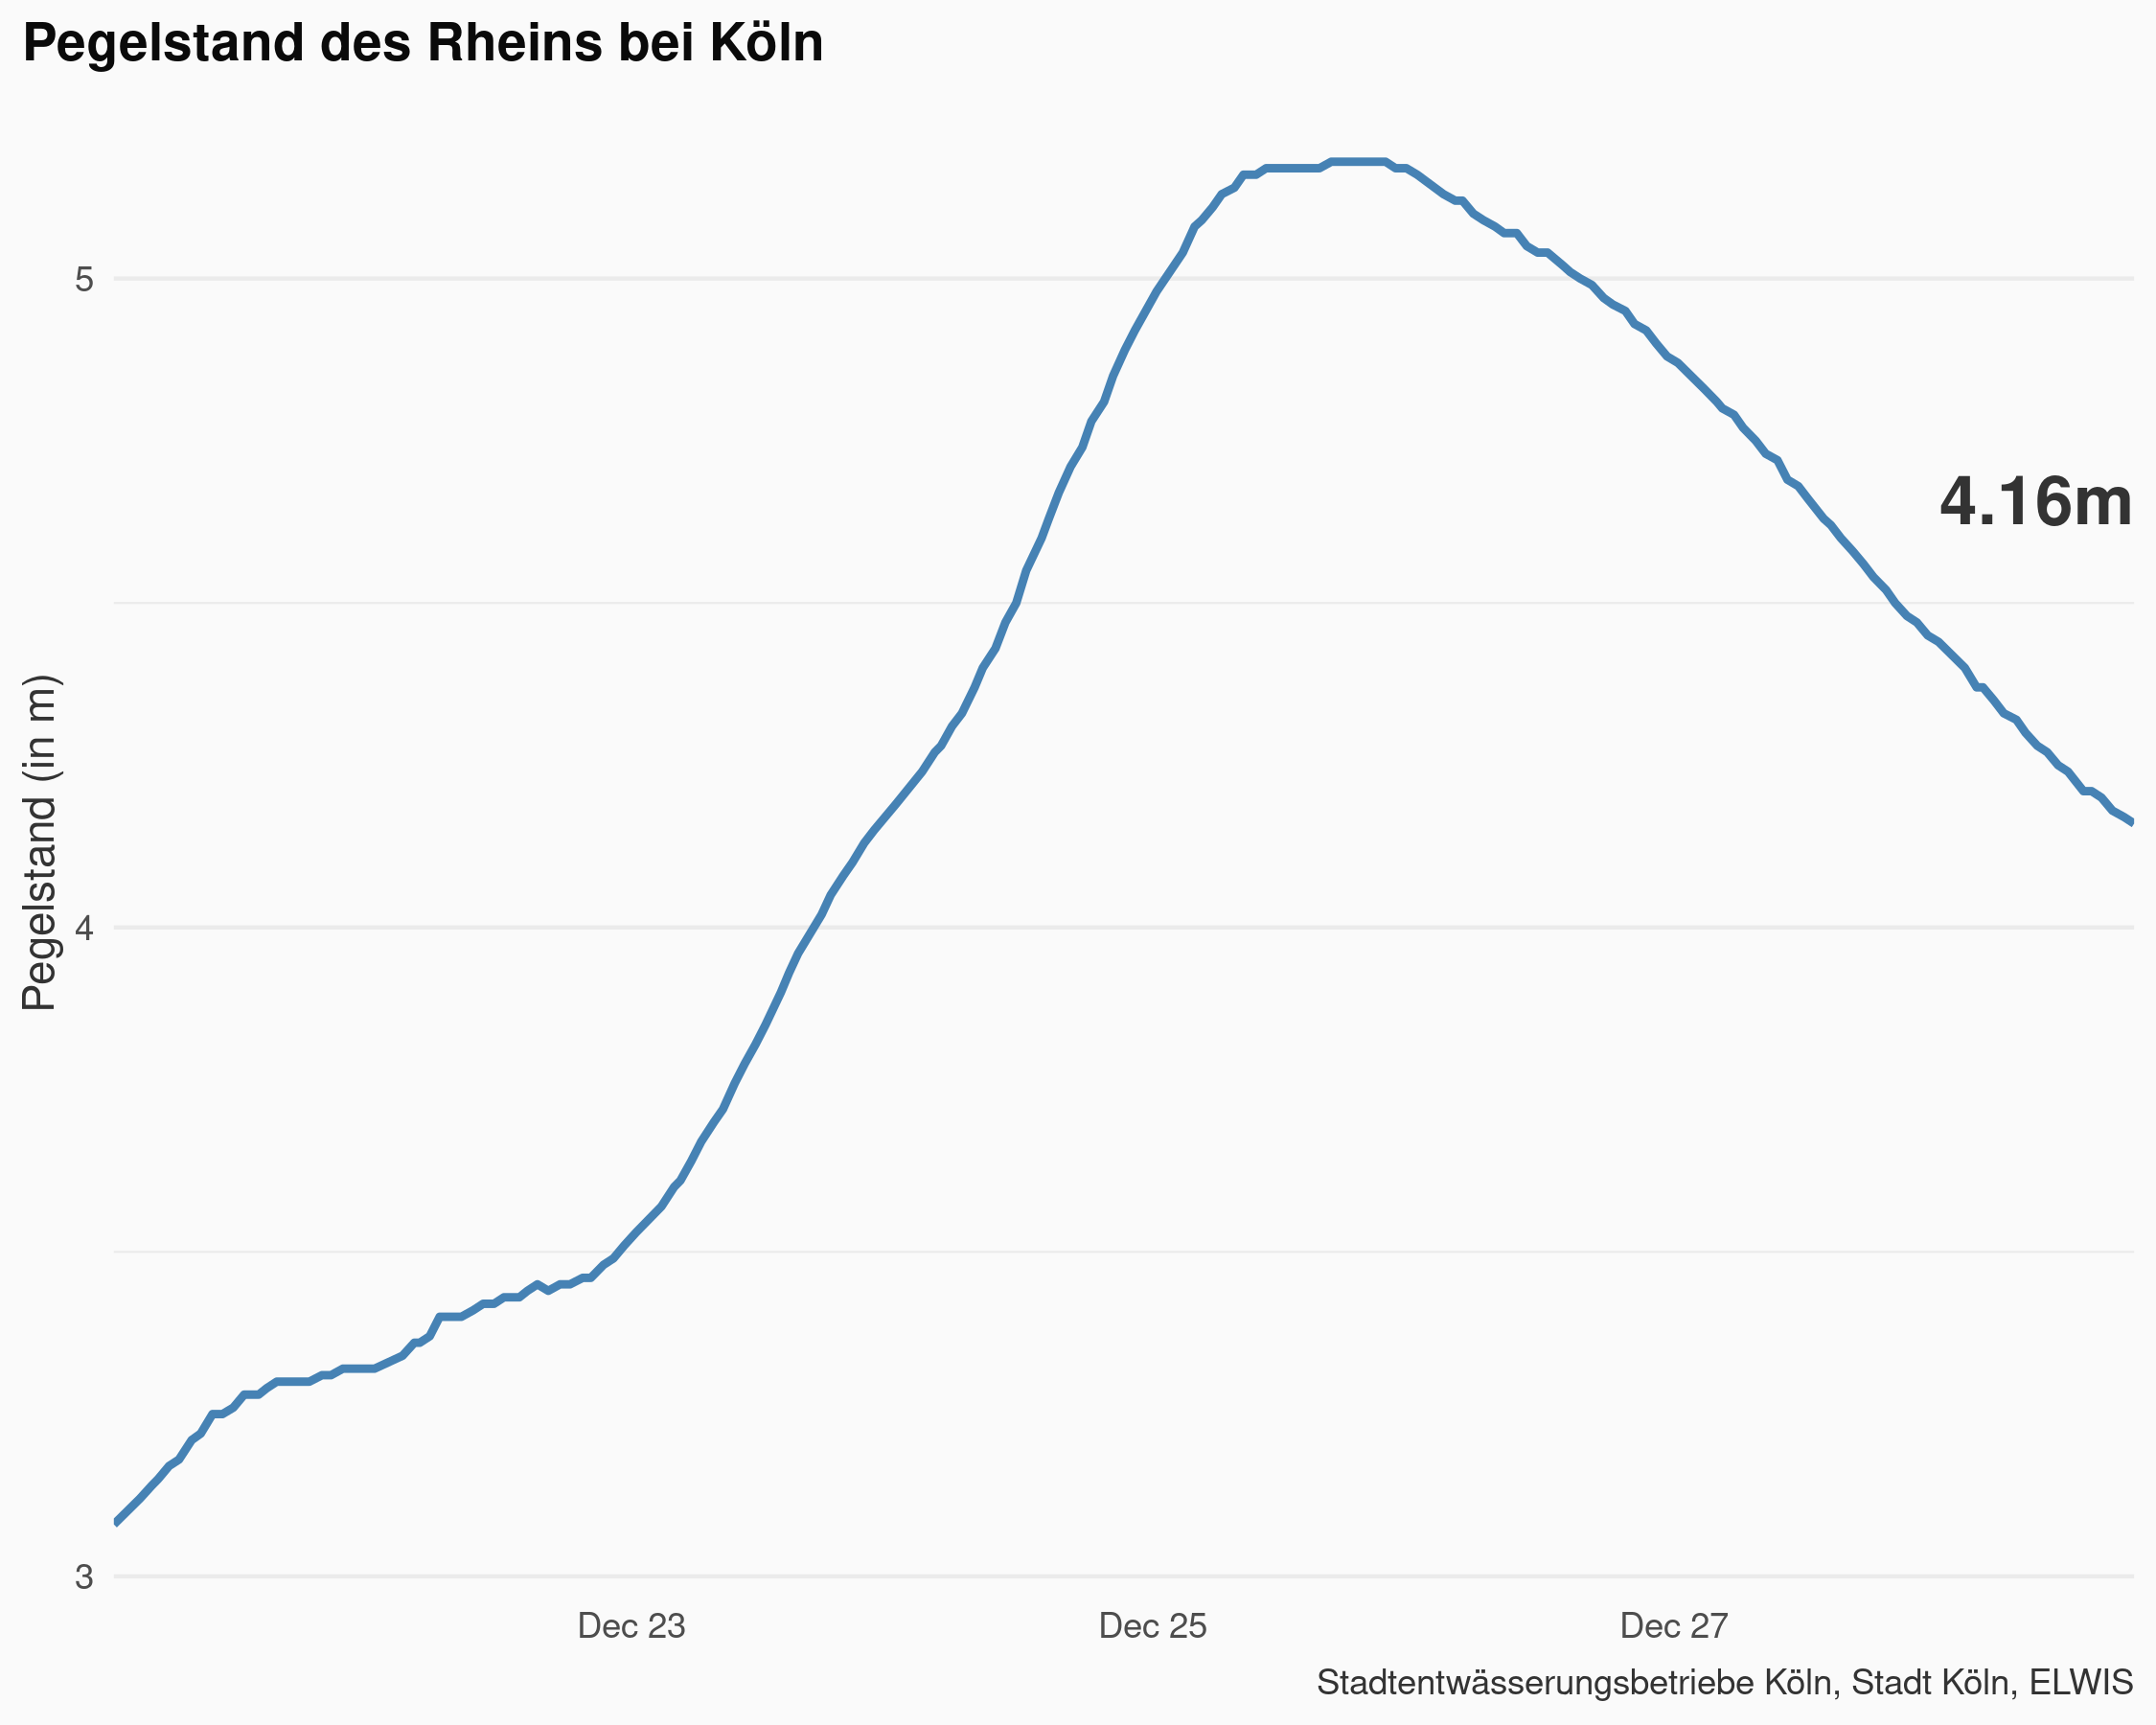 Pegelstand des Rheins bei Köln
Pegelstand (in m)
5
4
3
4.16m
Dec 23
Dec 25
Dec 27
Stadtentwässerungsbetriebe Köln, Stadt Köln, ELWIS